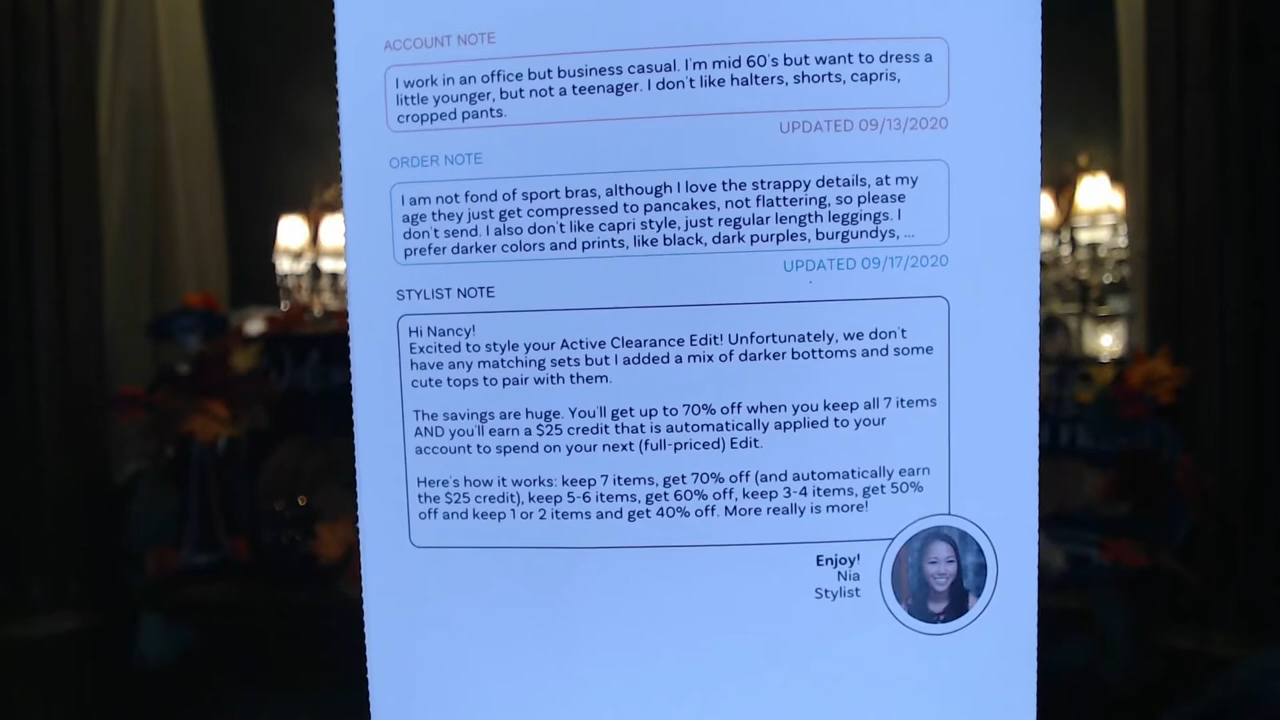 ACCOUNT NOTE
I work in an office but business casual. I'm mid 60's but want to dress a
little younger, but not a teenager. I don't like halters, shorts, capris,
cropped pants.
UPDATED 09/13/2020
ORDER NOTE
I am not fond of sport bras, although I love the strappy details, at my
age they just get compressed to pancakes, not flattering, so please
don't send. I also don't like capri style, just regular length leggings. I
prefer darker colors and prints, like black, dark purples, burgundys, ...
UPDATED 09/17/2020
STYLIST NOTE
Hi Nancy!
Excited to style your Active Clearance Edit! Unfortunately, we don't
have any matching sets but I added a mix of darker bottoms and some
cute tops to pair with them.
The savings are huge. You'll get up to 70% off when you keep all 7 items
AND you'll earn a $25 credit that is automatically applied to your
account to spend on your next (full-priced) Edit.
Here's how it works: keep 7 items, get 70% off (and automatically earn
the $25 credit), keep 5-6 items, get 60% off, keep 3-4 items, get 50%
off and keep 1 or 2 items and get 40% off. More really is more!
Enjoy!
Nia
Stylist